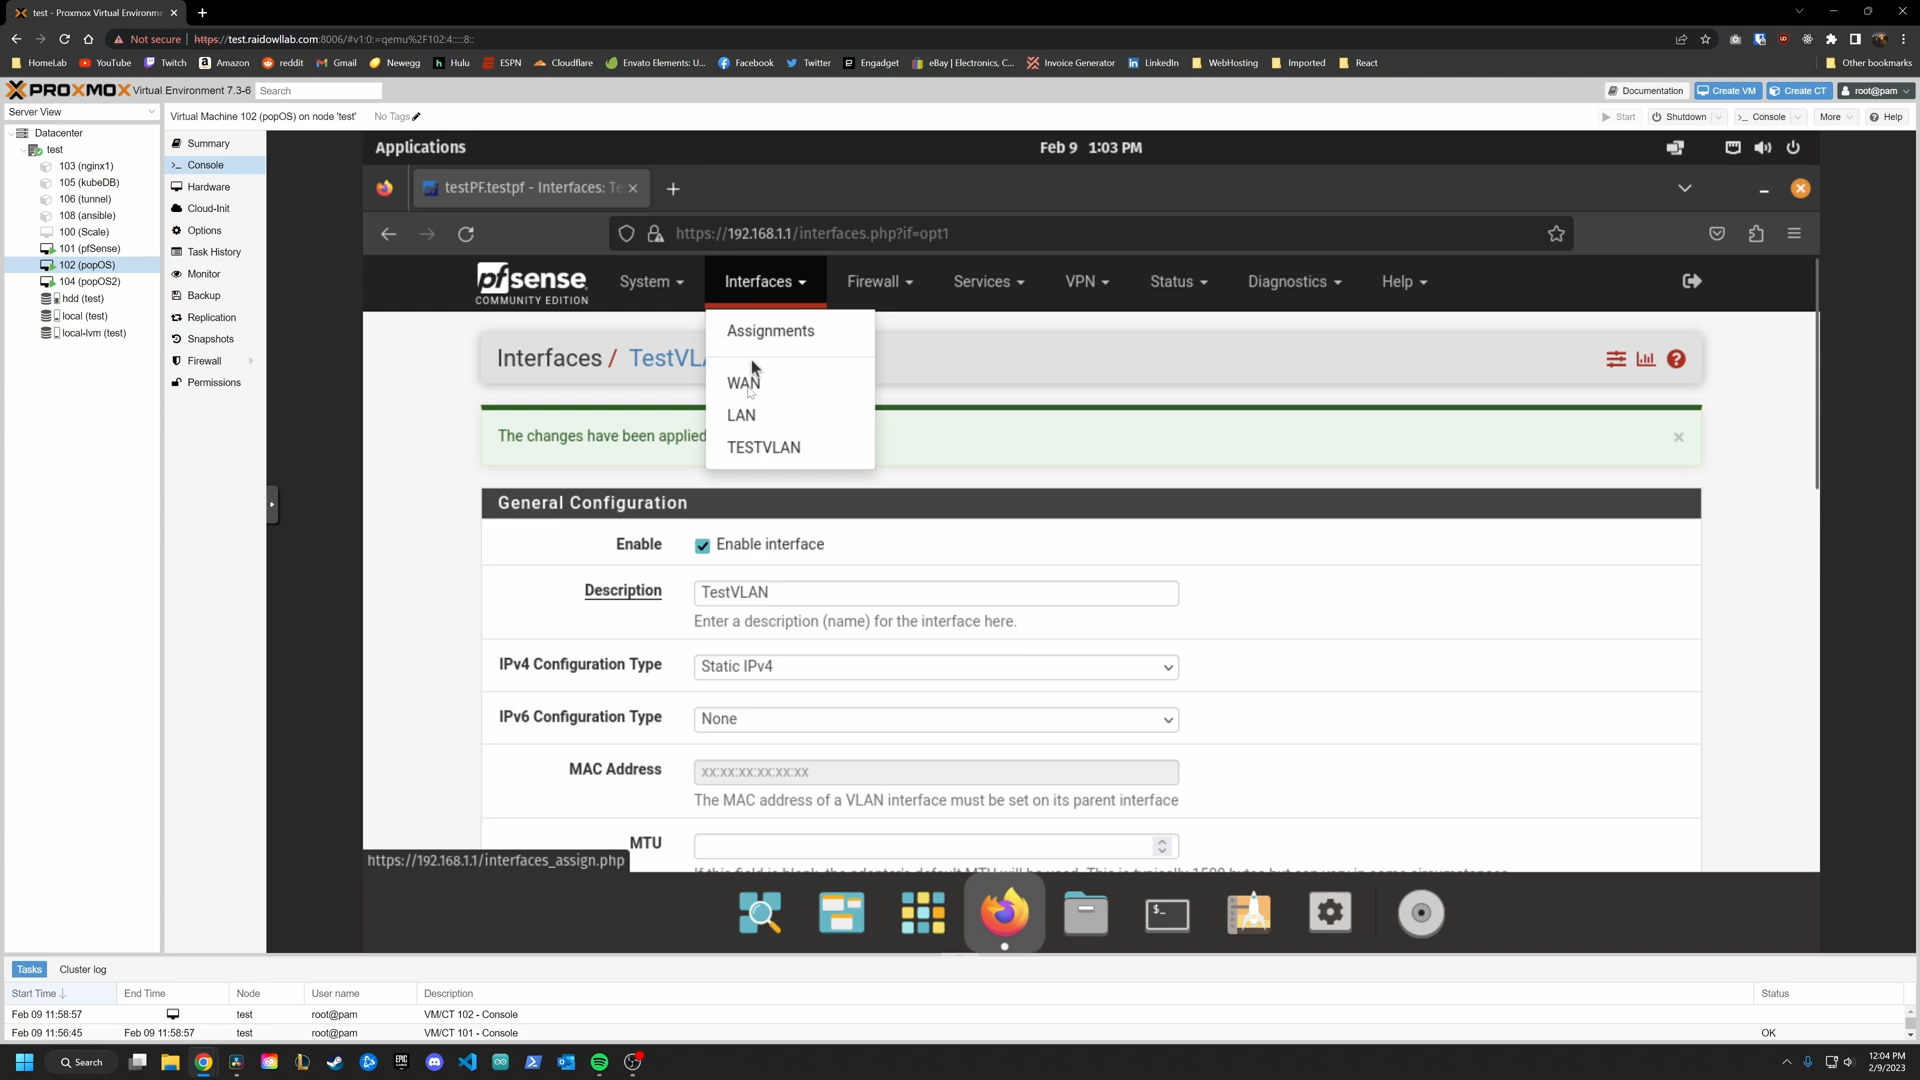 test - Proxmox Virtual Environme
Not secure
https://test.raidowllab.com:8006/#v1:0:=qemu%2F102:4:::::8::
HomeLab
YouTube
Twitch
Amazon
reddit
Gmail
Newegg
Hulu
ESPN
Cloudflare
Envato Elements: U...
Facebook
Twitter
Engadget
eBay | Electronics, C...
Invoice Generator
LinkedIn
WebHosting
Imported
React
Other bookmarks
PROXMOX Virtual Environment 7.3-6
Search
Documentation
Create VM
Create CT
root@pam
Server View
Virtual Machine 102 (popOS) on node 'test'
No Tags
Start
Shutdown
Console
More
Help
Datacenter
test
103 (nginx1)
105 (kubeDB)
106 (tunnel)
108 (ansible)
100 (Scale)
101 (pfSense)
102 (popOS)
104 (popOS2)
hdd (test)
local (test)
local-lvm (test)
Summary
Console
Hardware
Cloud-Init
Options
Task History
Monitor
Backup
Replication
Snapshots
Firewall
Permissions
Applications
Feb 9 1:03 PM
testPF.testpf - Interfaces: Te
https://192.168.1.1/interfaces.php?if=opt1
pfsense
COMMUNITY EDITION
System
Interfaces
Firewall
Services
VPN
Status
Diagnostics
Help
Assignments
WAN
LAN
TESTVLAN
Interfaces / TestVLA
The changes have been applied
General Configuration
Enable
Enable interface
Description
TestVLAN
Enter a description (name) for the interface here.
IPv4 Configuration Type
Static IPv4
IPv6 Configuration Type
None
MAC Address
xx:xx:xx:xx:xx:xx
The MAC address of a VLAN interface must be set on its parent interface
MTU
https://192.168.1.1/interfaces_assign.php
Tasks
Cluster log
Start Time
End Time
Node
User name
Description
Status
Feb 09 11:58:57
test
root@pam
VM/CT 102 - Console
Feb 09 11:56:45
Feb 09 11:58:57
test
root@pam
VM/CT 101 - Console
OK
Search
12:04 PM
2/9/2023